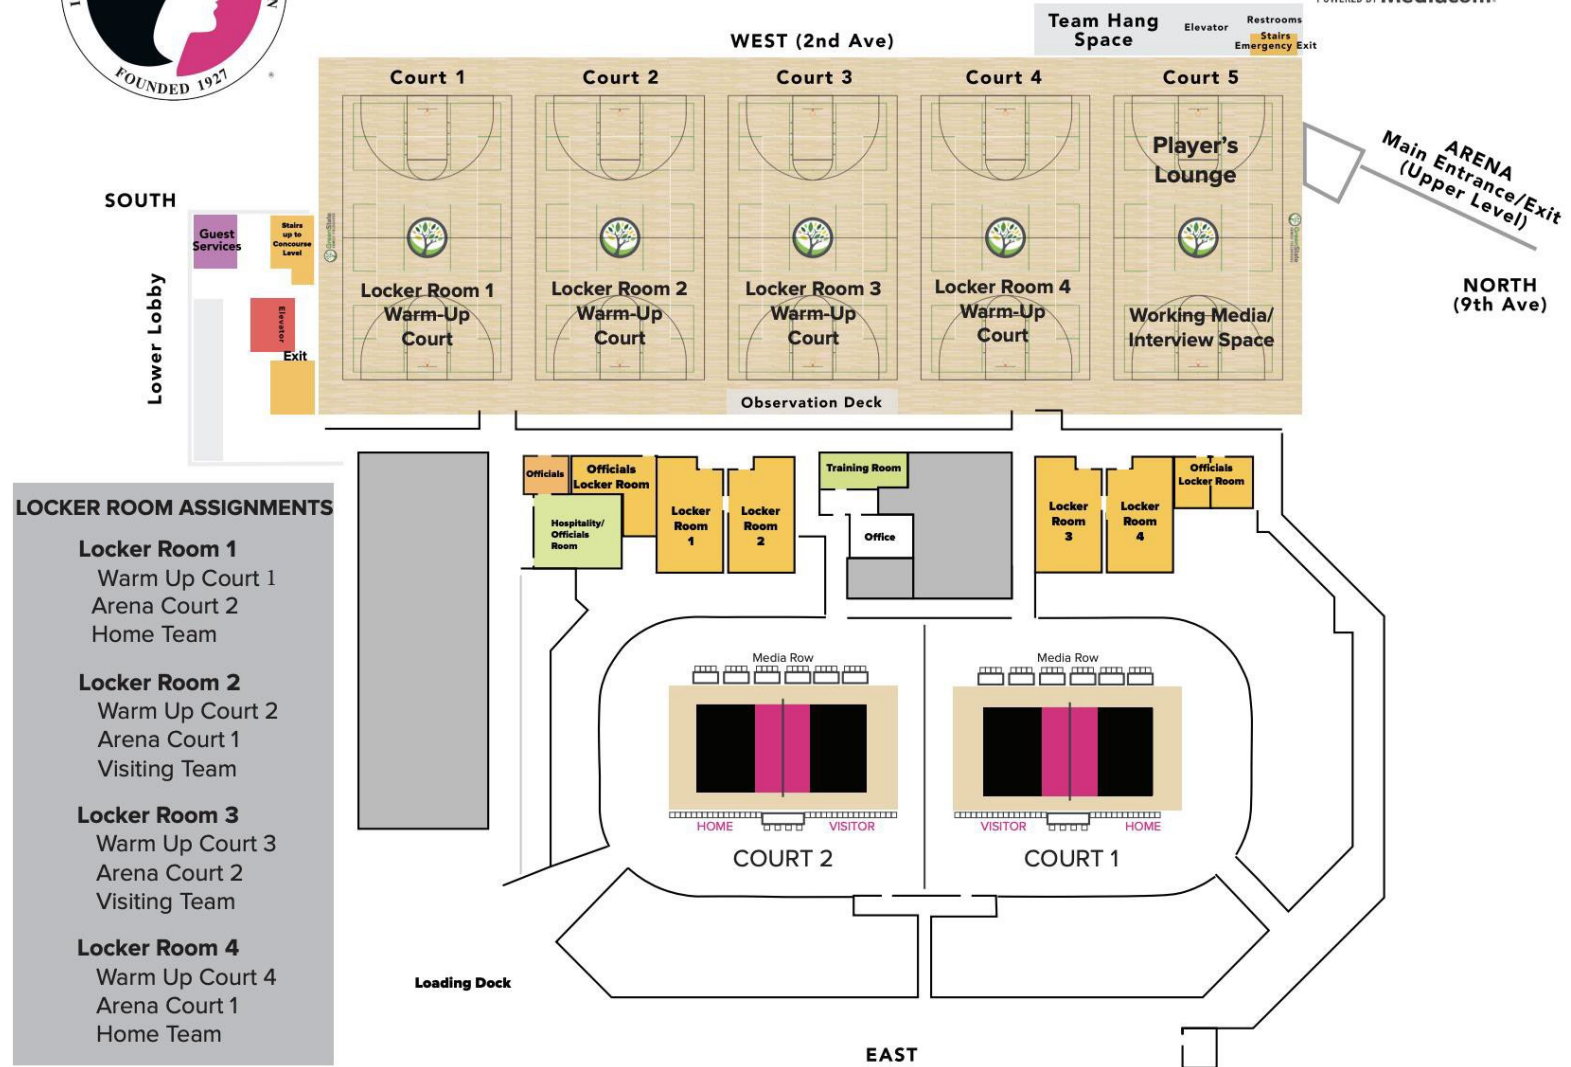 FOUNDED 1927
POWERED BY Mediacom
WEST (2nd Ave)
Team Hang
Space
Elevator
Restrooms
Stairs
Emergency Exit
Court 1
Court 2
Court 3
Court 4
Court 5
Player's
Lounge
ARENA
Main Entrance/Exit
(Upper Level)
NORTH
(9th Ave)
SOUTH
Guest
Services
Stairs
up to
Concourse
Level
Lower Lobby
Elevator
Exit
GreenState
GreenState
Locker Room 1
Warm-Up
Court
Locker Room 2
Warm-Up
Court
Locker Room 3
Warm-Up
Court
Locker Room 4
Warm-Up
Court
Working Media/
Interview Space
Observation Deck
Officials
Officials
Locker Room
Hospitality/
Officials
Room
Locker
Room
1
Locker
Room
2
Training Room
Office
Locker
Room
3
Locker
Room
4
Officials
Locker Room
LOCKER ROOM ASSIGNMENTS
Locker Room 1
Warm Up Court 1
Arena Court 2
Home Team
Locker Room 2
Warm Up Court 2
Arena Court 1
Visiting Team
Locker Room 3
Warm Up Court 3
Arena Court 2
Visiting Team
Locker Room 4
Warm Up Court 4
Arena Court 1
Home Team
Media Row
Media Row
HOME
VISITOR
VISITOR
HOME
COURT 2
COURT 1
Loading Dock
EAST